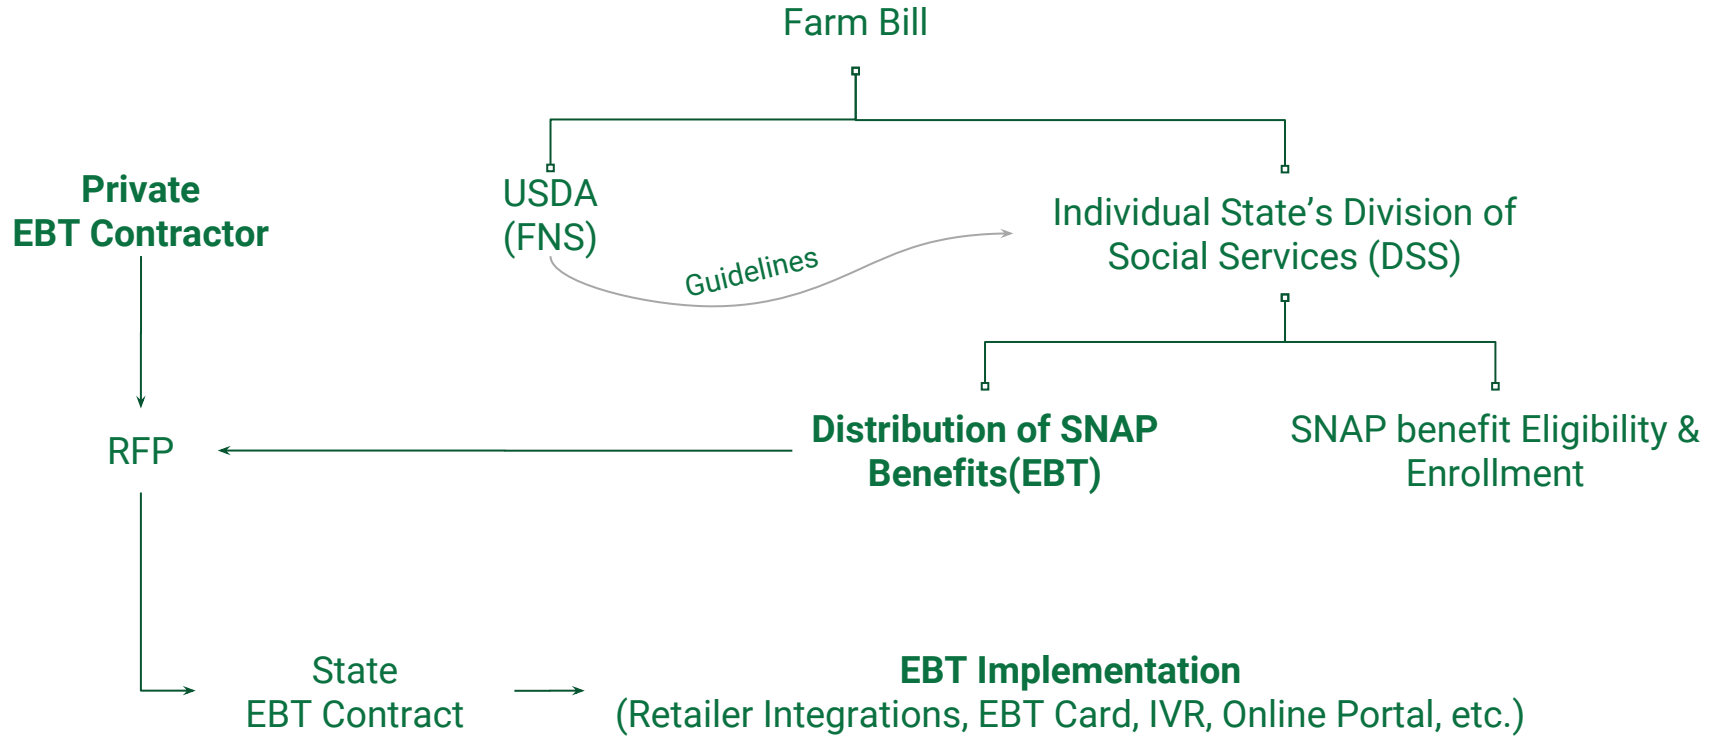 Farm Bill
Private
EBT Contractor
USDA
(FNS)
Guidelines
Individual State’s Division of
Social Services (DSS)
RFP
Distribution of SNAP
Benefits(EBT)
SNAP benefit Eligibility &
Enrollment
State
EBT Contract
EBT Implementation
(Retailer Integrations, EBT Card, IVR, Online Portal, etc.)